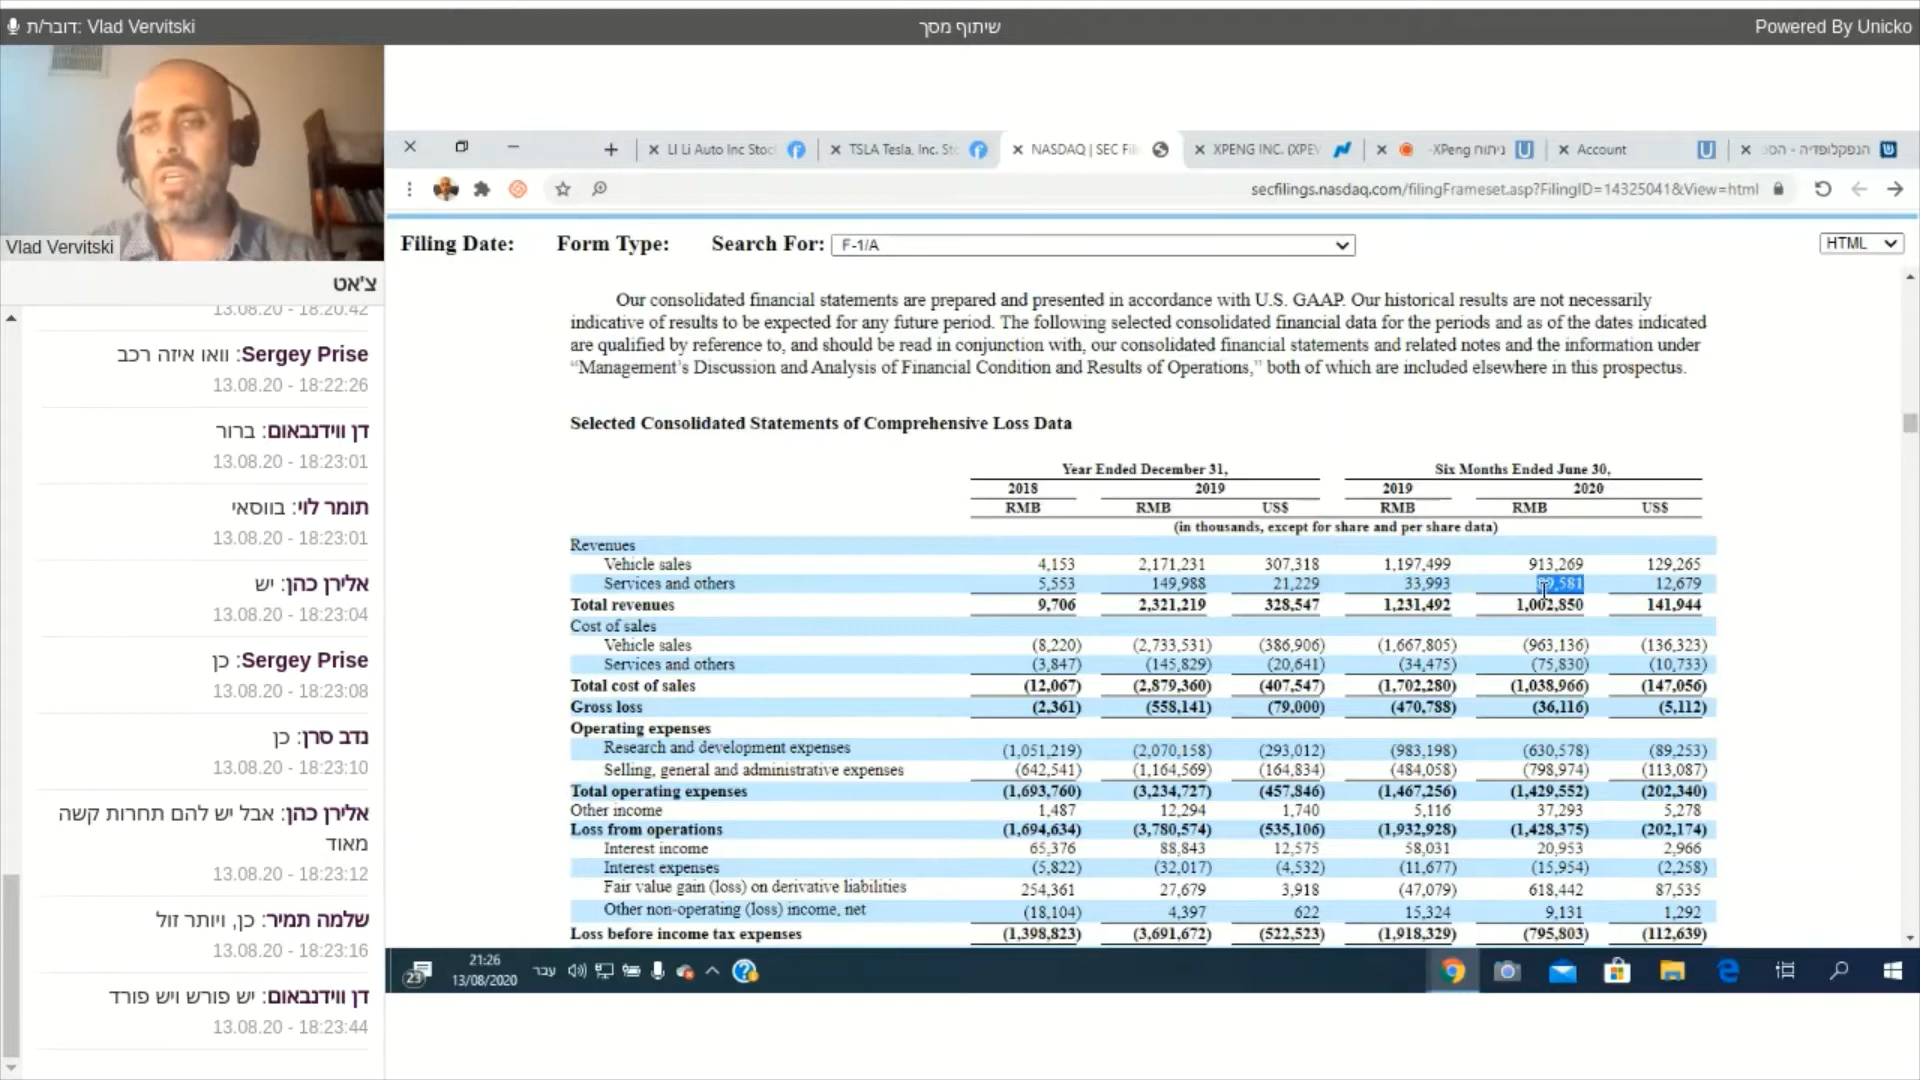 דובר/ת: Vlad Vervitski
שיתוף מסך
Powered By Unicko
Vlad Vervitski
צ'אט
13.08.20 - 18:20:42
Sergey Prise: וואו איזה רכב
13.08.20 - 18:22:26
דן ווידנבאום: ברור
13.08.20 - 18:23:01
תומר לוי: בווסאי
13.08.20 - 18:23:01
אלירן כהן: יש
13.08.20 - 18:23:04
Sergey Prise: כן
13.08.20 - 18:23:08
נדב סרן: כן
13.08.20 - 18:23:10
אלירן כהן: אבל יש להם תחרות קשה
מאוד
13.08.20 - 18:23:12
שלמה תמיר: כן, ויותר זול
13.08.20 - 18:23:16
דן ווידנבאום: יש פורש ויש פורד
13.08.20 - 18:23:44
LI Li Auto Inc Stoc
TSLA Tesla, Inc. St
NASDAQ | SEC Fil
XPENG INC. (XPEV
ניתוח XPeng-
Account
הנפקלופדיה - הסכ
secfilings.nasdaq.com/filingFrameset.asp?FilingID=14325041&View=html
Filing Date: Form Type: Search For: F-1/A HTML
Our consolidated financial statements are prepared and presented in accordance with U.S. GAAP. Our historical results are not necessarily
indicative of results to be expected for any future period. The following selected consolidated financial data for the periods and as of the dates indicated
are qualified by reference to, and should be read in conjunction with, our consolidated financial statements and related notes and the information under
“Management’s Discussion and Analysis of Financial Condition and Results of Operations,” both of which are included elsewhere in this prospectus.
Selected Consolidated Statements of Comprehensive Loss Data
Year Ended December 31, Six Months Ended June 30,
2018 2019 2019 2020
RMB RMB US$ RMB RMB US$
(in thousands, except for share and per share data)
Revenues
Vehicle sales 4,153 2,171,231 307,318 1,197,499 913,269 129,265
Services and others 5,553 149,988 21,229 33,993 89,581 12,679
Total revenues 9,706 2,321,219 328,547 1,231,492 1,002,850 141,944
Cost of sales
Vehicle sales (8,220) (2,733,531) (386,906) (1,667,805) (963,136) (136,323)
Services and others (3,847) (145,829) (20,641) (34,475) (75,830) (10,733)
Total cost of sales (12,067) (2,879,360) (407,547) (1,702,280) (1,038,966) (147,056)
Gross loss (2,361) (558,141) (79,000) (470,788) (36,116) (5,112)
Operating expenses
Research and development expenses (1,051,219) (2,070,158) (293,012) (983,198) (630,578) (89,253)
Selling, general and administrative expenses (642,541) (1,164,569) (164,834) (484,058) (798,974) (113,087)
Total operating expenses (1,693,760) (3,234,727) (457,846) (1,467,256) (1,429,552) (202,340)
Other income 1,487 12,294 1,740 5,116 37,293 5,278
Loss from operations (1,694,634) (3,780,574) (535,106) (1,932,928) (1,428,375) (202,174)
Interest income 65,376 88,843 12,575 58,031 20,953 2,966
Interest expenses (5,822) (32,017) (4,532) (11,677) (15,954) (2,258)
Fair value gain (loss) on derivative liabilities 254,361 27,679 3,918 (47,079) 618,442 87,535
Other non-operating (loss) income, net (18,104) 4,397 622 15,324 9,131 1,292
Loss before income tax expenses (1,398,823) (3,691,672) (522,523) (1,918,329) (795,803) (112,639)
23
21:26
13/08/2020
עבר